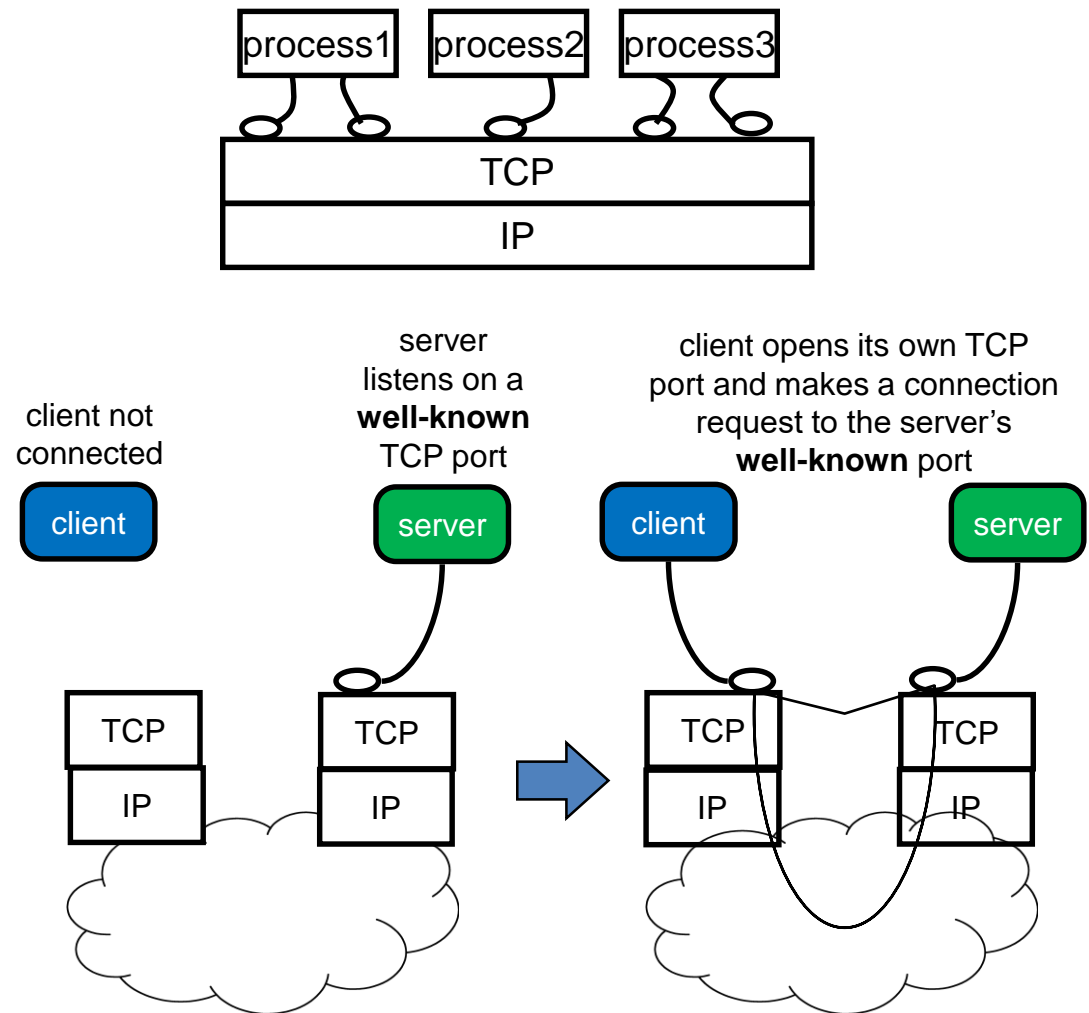 process1
process2
process3
TCP
IP
client not
connected
server
listens on a
well-known
TCP port
client opens its own TCP
port and makes a connection
request to the server's
well-known port
client
server
client
server
TCP
TCP
TCP
TCP
IP
IP
IP
IP